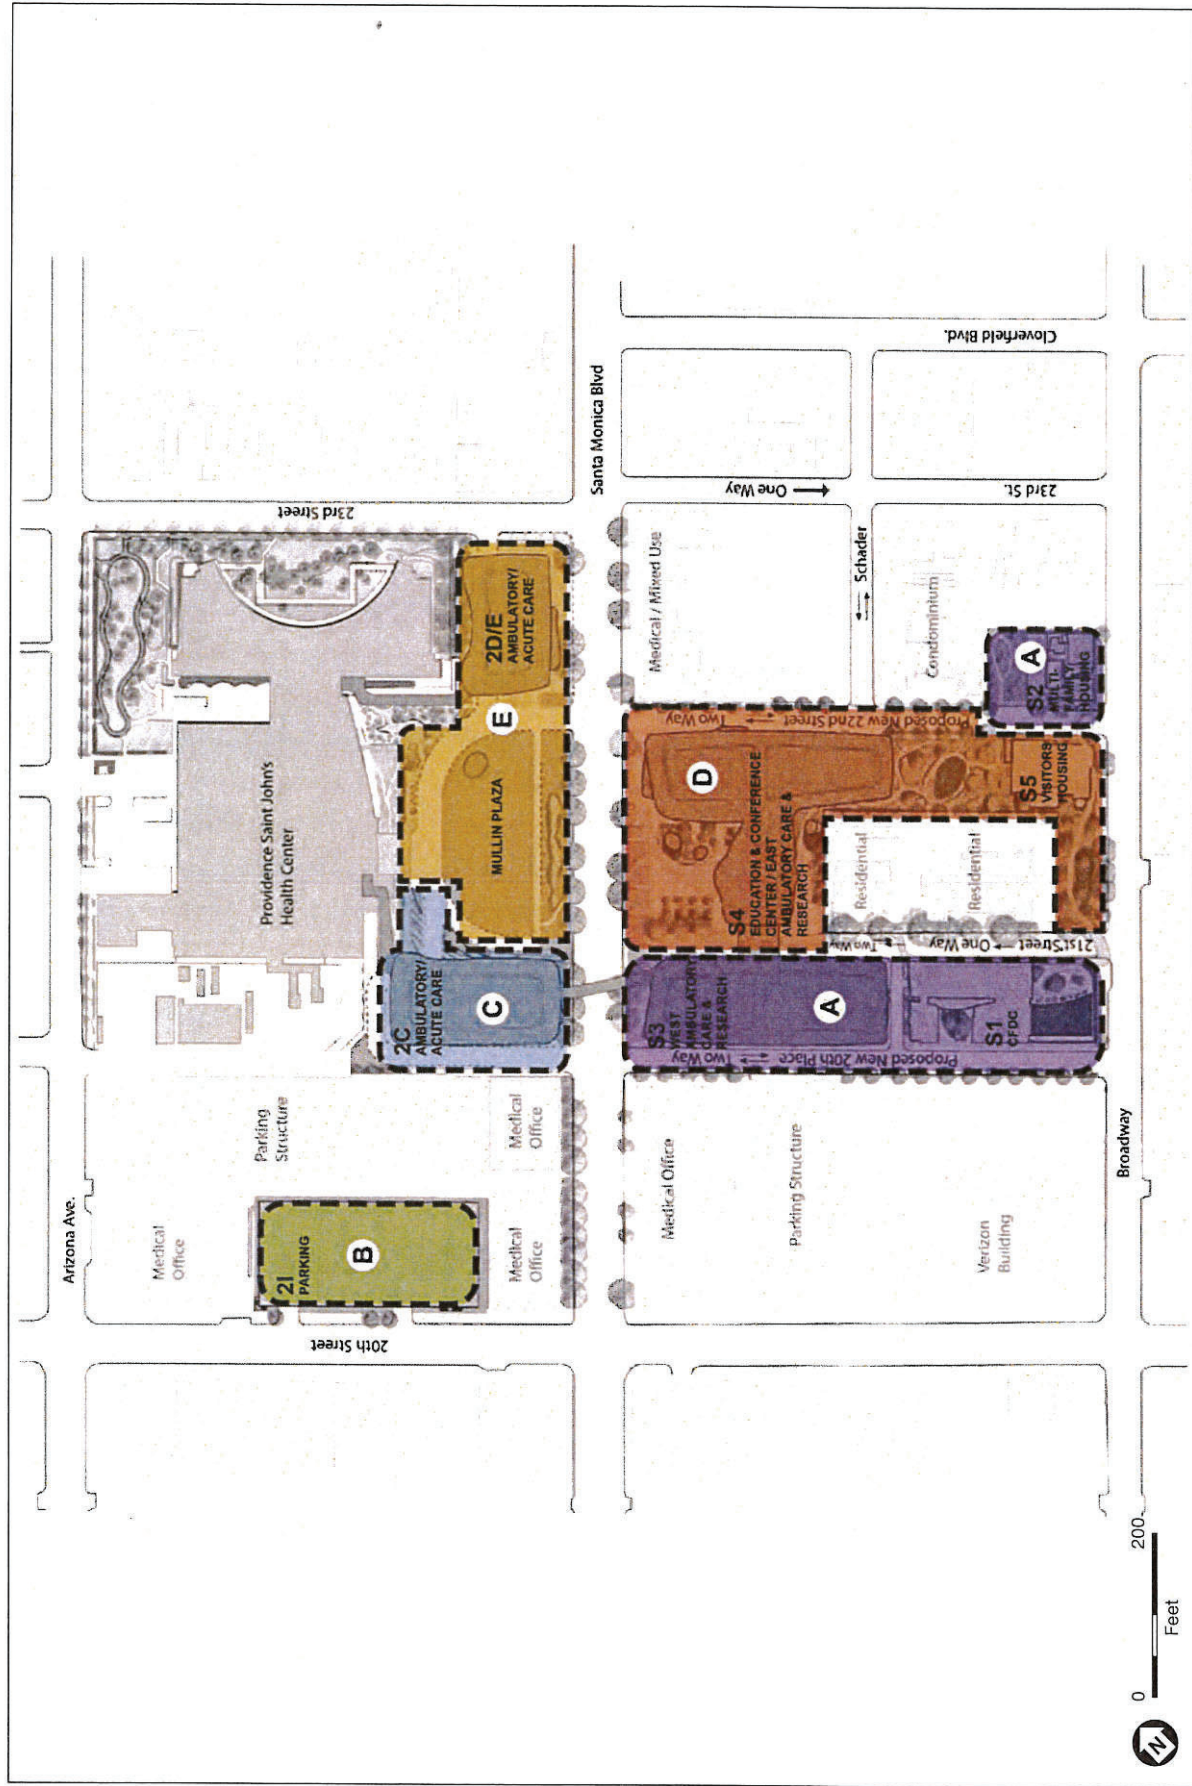 Arizona Ave.
20th Street
23rd Street
Medical
Office
Parking
Structure
2I
PARKING
B
Medical
Office
Medical
Office
Providence Saint John's
Health Center
2C
AMBULATORY/
ACUTE CARE
C
MULLIN PLAZA
E
2D/E
AMBULATORY/
ACUTE CARE
Santa Monica Blvd
Medical Office
Parking Structure
Verizon
Building
Proposed New 20th Place
Two Way
S3
WEST
AMBULATORY
CARE &
RESEARCH
A
S1
CFDC
21st Street
One Way
Two Way
S4
EDUCATION & CONFERENCE
CENTER / EAST
AMBULATORY CARE &
RESEARCH
D
Residential
Residential
Two Way
Proposed New 22nd Street
S5
VISITORS
HOUSING
Medical / Mixed Use
Schader
Condominium
S2
MULTI-
FAMILY
HOUSING
A
One Way
23rd St.
Cloverfield Blvd.
Broadway
N
0
200
Feet